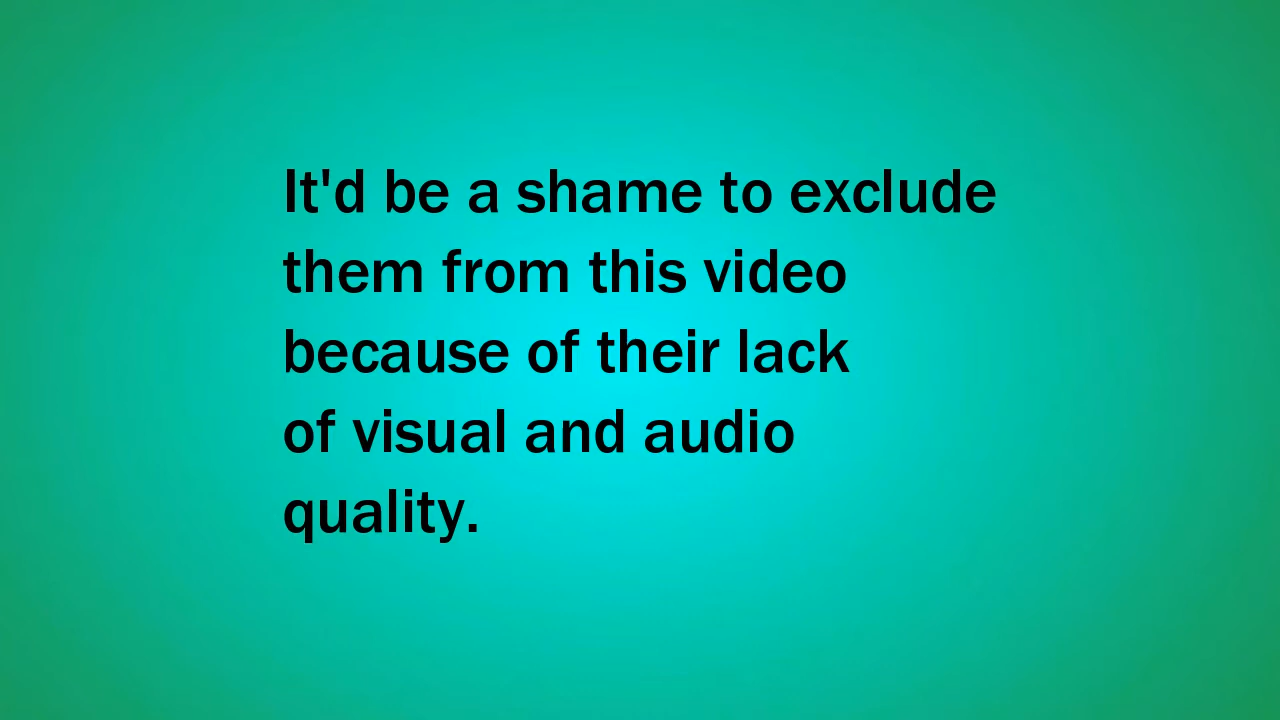 It'd be a shame to exclude
them from this video
because of their lack
of visual and audio
quality.